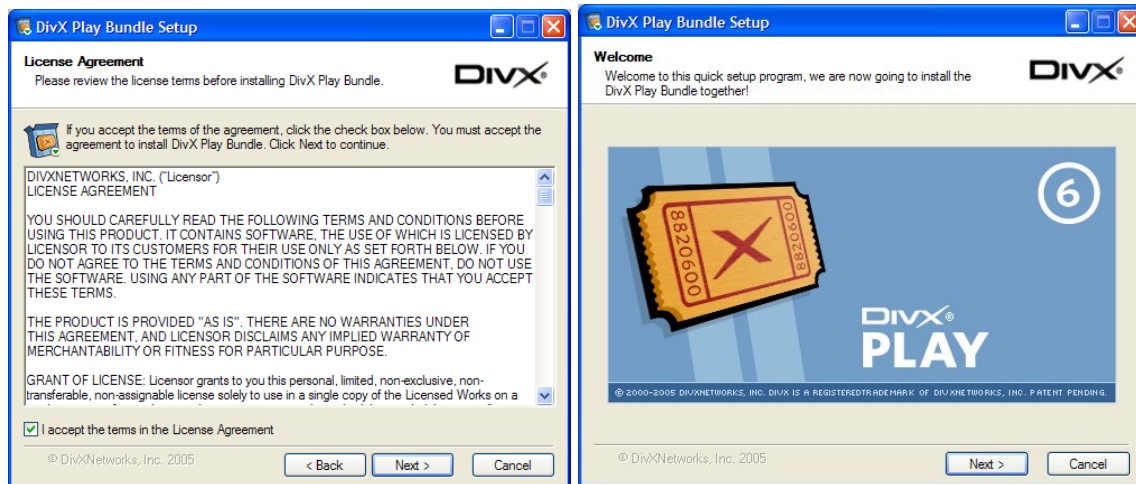 DivX Play Bundle Setup
License Agreement
Please review the license terms before installing DivX Play Bundle.
DIVX®
If you accept the terms of the agreement, click the check box below. You must accept the
agreement to install DivX Play Bundle. Click Next to continue.
DIVXNETWORKS, INC. ("Licensor")
LICENSE AGREEMENT
YOU SHOULD CAREFULLY READ THE FOLLOWING TERMS AND CONDITIONS BEFORE
USING THIS PRODUCT. IT CONTAINS SOFTWARE, THE USE OF WHICH IS LICENSED BY
LICENSOR TO ITS CUSTOMERS FOR THEIR USE ONLY AS SET FORTH BELOW. IF YOU
DO NOT AGREE TO THE TERMS AND CONDITIONS OF THIS AGREEMENT, DO NOT USE
THE SOFTWARE. USING ANY PART OF THE SOFTWARE INDICATES THAT YOU ACCEPT
THESE TERMS.
THE PRODUCT IS PROVIDED "AS IS". THERE ARE NO WARRANTIES UNDER
THIS AGREEMENT, AND LICENSOR DISCLAIMS ANY IMPLIED WARRANTY OF
MERCHANTABILITY OR FITNESS FOR PARTICULAR PURPOSE.
GRANT OF LICENSE: Licensor grants to you this personal, limited, non-exclusive, non-
transferable, non-assignable license solely to use in a single copy of the Licensed Works on a
I accept the terms in the License Agreement
© DivXNetworks, Inc. 2005
< Back
Next >
Cancel
DivX Play Bundle Setup
Welcome
Welcome to this quick setup program, we are now going to install the
DivX Play Bundle together!
DIVX®
6
8820600
8820600
X
DIVX®
PLAY
© 2000-2005 DIVXNETWORKS, INC. DIVX IS A REGISTEREDTRADEMARK OF DIVXNETWORKS, INC. PATENT PENDING.
© DivXNetworks, Inc. 2005
Next >
Cancel